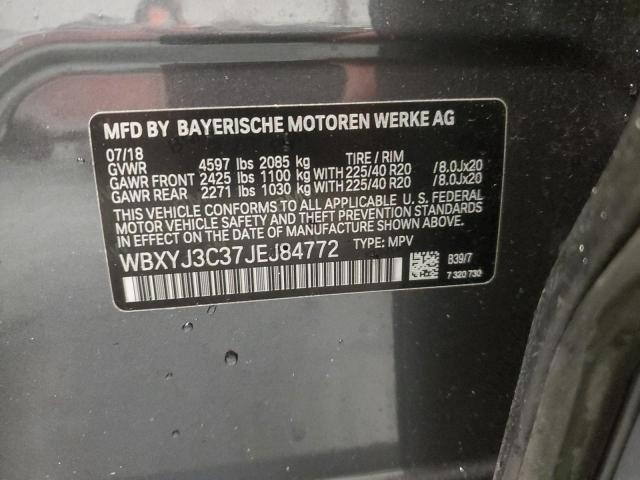 MFD BY BAYERISCHE MOTOREN WERKE AG
07/18
GVWR 4597 lbs 2085 kg TIRE / RIM
GAWR FRONT 2425 lbs 1100 kg WITH 225/40 R20 /8.0Jx20
GAWR REAR 2271 lbs 1030 kg WITH 225/40 R20 /8.0Jx20
THIS VEHICLE CONFORMS TO ALL APPLICABLE U. S. FEDERAL
MOTOR VEHICLE SAFETY AND THEFT PREVENTION STANDARDS
IN EFFECT ON THE DATE OF MANUFACTURE SHOWN ABOVE.
WBXYJ3C37JEJ84772 TYPE: MPV
B39/7
7 320 730